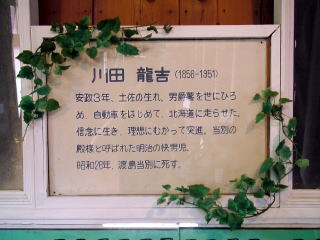 川田 龍吉 (1856-1951)
安政3年、土佐の生れ。男爵薯を世にひろ
め、自動車をはじめて、北海道に走らせた。
信念に生き、理想にむかって突進。当別の
殿様と呼ばれた明治の快男児。
昭和26年、渡島当別に死す。